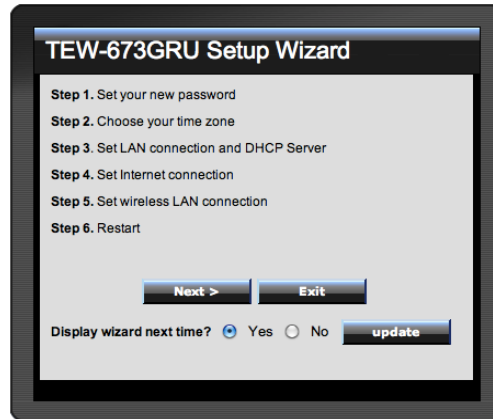 TEW-673GRU Setup Wizard
Step 1. Set your new password
Step 2. Choose your time zone
Step 3. Set LAN connection and DHCP Server
Step 4. Set Internet connection
Step 5. Set wireless LAN connection
Step 6. Restart
Next > Exit
Display wizard next time? Yes No update